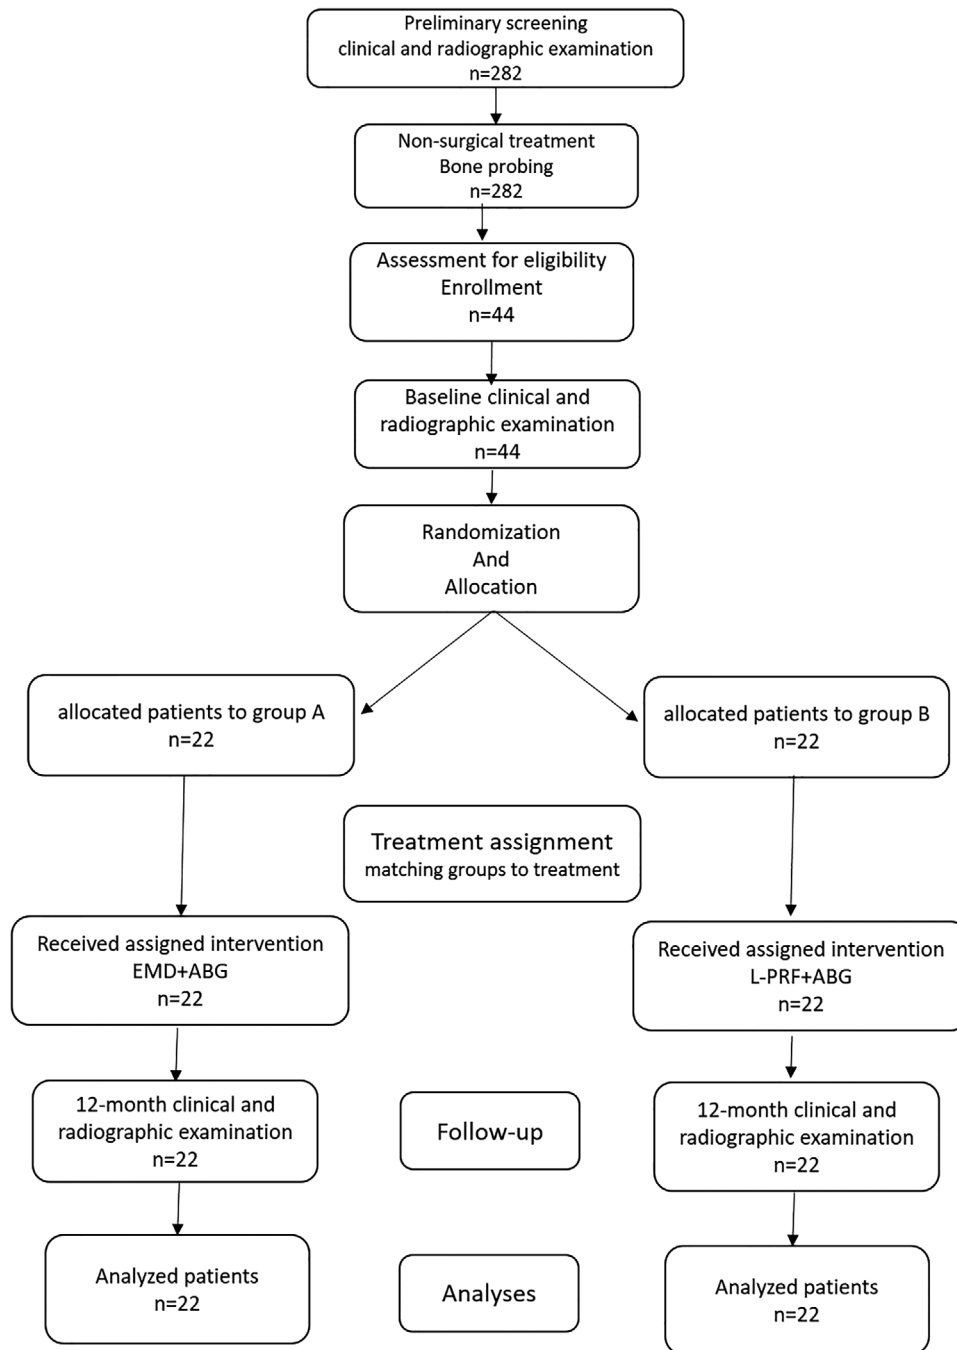 Preliminary screening
clinical and radiographic examination
n=282
Non-surgical treatment
Bone probing
n=282
Assessment for eligibility
Enrollment
n=44
Baseline clinical and
radiographic examination
n=44
Randomization
And
Allocation
allocated patients to group A
n=22
allocated patients to group B
n=22
Treatment assignment
matching groups to treatment
Received assigned intervention
EMD+ABG
n=22
Received assigned intervention
L-PRF+ABG
n=22
12-month clinical and
radiographic examination
n=22
Follow-up
12-month clinical and
radiographic examination
n=22
Analyzed patients
n=22
Analyses
Analyzed patients
n=22